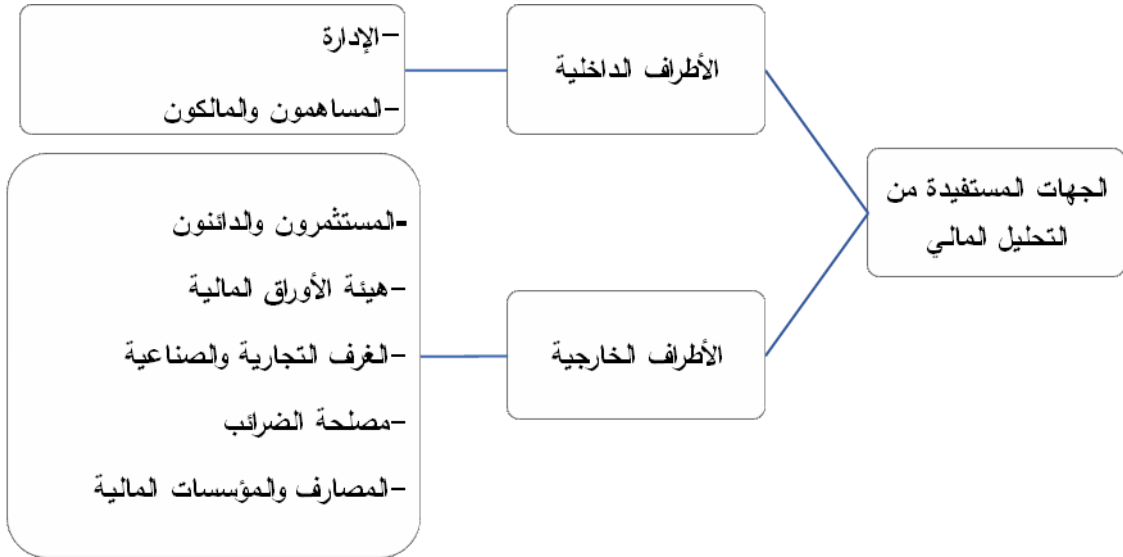 الجهات المستفيدة من
التحليل المالي
الأطراف الداخلية
-الإدارة
-المساهمون والمالكون
الأطراف الخارجية
-المستثمرون والدائنون
-هيئة الأوراق المالية
-الغرف التجارية والصناعية
-مصلحة الضرائب
-المصارف والمؤسسات المالية